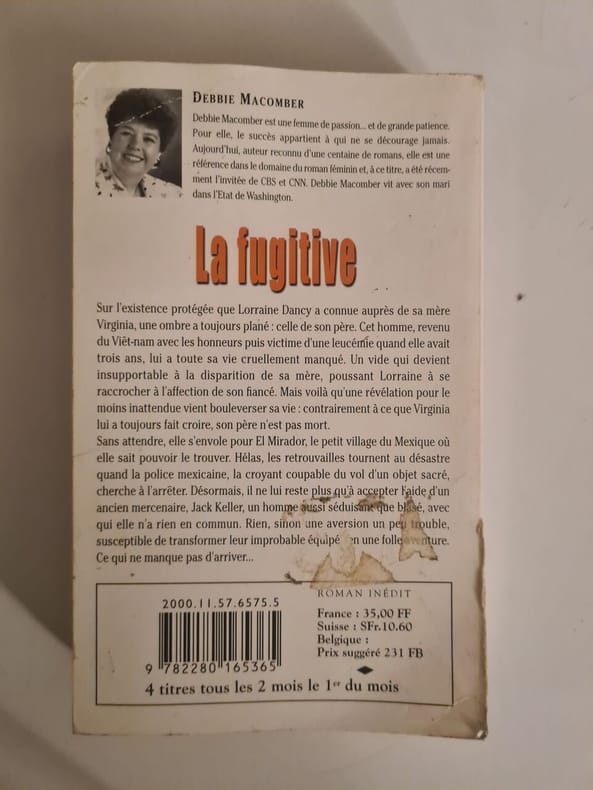 DEBBIE MACOMBER
Debbie Macomber est une femme de passion... et de grande patience.
Pour elle, le succès appartient à qui ne se décourage jamais.
Aujourd'hui, auteur reconnu d'une centaine de romans, elle est une
référence dans le domaine du roman féminin et, à ce titre, a été récem-
ment l'invitée de CBS et CNN. Debbie Macomber vit avec son mari
dans l'Etat de Washington.
La fugitive
Sur l'existence protégée que Lorraine Dancy a connue auprès de sa mère
Virginia, une ombre a toujours plané : celle de son père. Cet homme, revenu
du Viêt-nam avec les honneurs puis victime d'une leucémie quand elle avait
trois ans, lui a toute sa vie cruellement manqué. Un vide qui devient
insupportable à la disparition de sa mère, poussant Lorraine à se
raccrocher à l'affection de son fiancé. Mais voilà qu'une révélation pour le
moins inattendue vient bouleverser sa vie : contrairement à ce que Virginia
lui a toujours fait croire, son père n'est pas mort.
Sans attendre, elle s'envole pour El Mirador, le petit village du Mexique où
elle sait pouvoir le trouver. Hélas, les retrouvailles tournent au désastre
quand la police mexicaine, la croyant coupable du vol d'un objet sacré,
cherche à l'arrêter. Désormais, il ne lui reste plus qu'à accepter l'aide d'un
ancien mercenaire, Jack Keller, un homme aussi séduisant que blasé, avec
qui elle n'a rien en commun. Rien, sinon une aversion un peu trouble,
susceptible de transformer leur improbable équipée en une folle aventure.
Ce qui ne manque pas d'arriver...
ROMAN INÉDIT
2000.11.57.6575.5
France : 35,00 FF
Suisse : SFr.10.60
Belgique :
Prix suggéré 231 FB
9 782280 165365
4 titres tous les 2 mois le 1er du mois